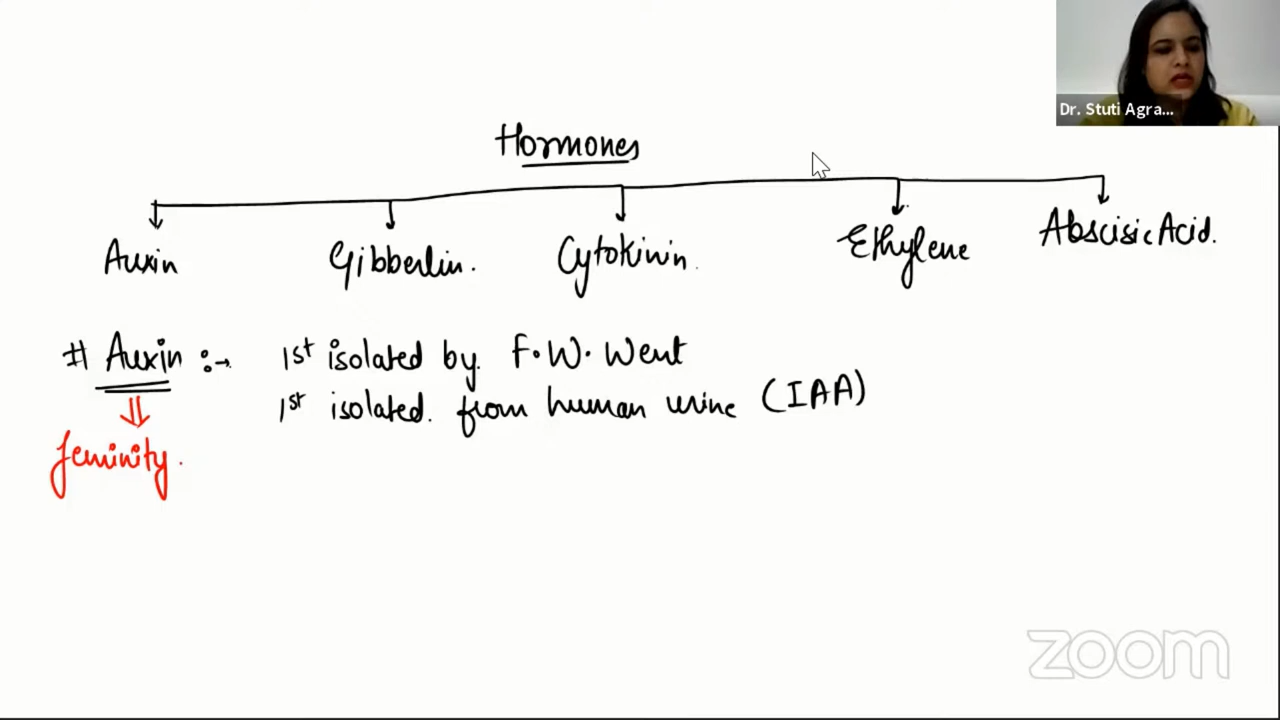 Dr. Stuti Agra...
Hormones
Auxin Gibberlin. Cytokinin. Ethylene Abscisic Acid.
# Auxin :→ 1st isolated by. F.W. Went
1st isolated. from human urine (IAA)
feminity.
zoom